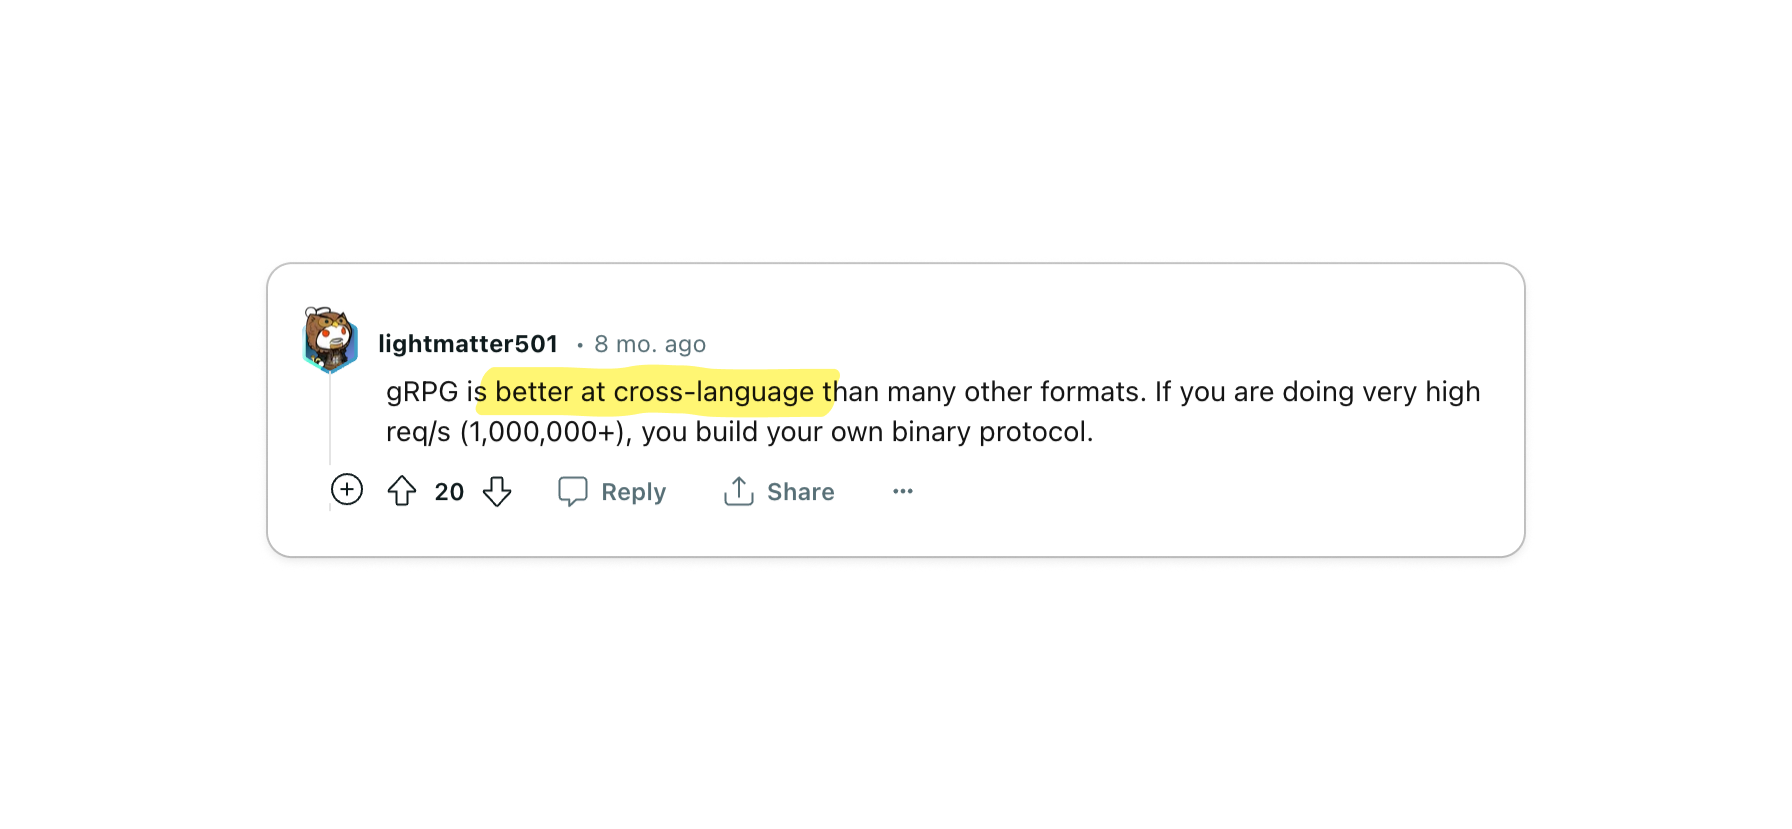 lightmatter501 • 8 mo. ago
gRPG is better at cross-language than many other formats. If you are doing very high
req/s (1,000,000+), you build your own binary protocol.
20 Reply Share ...